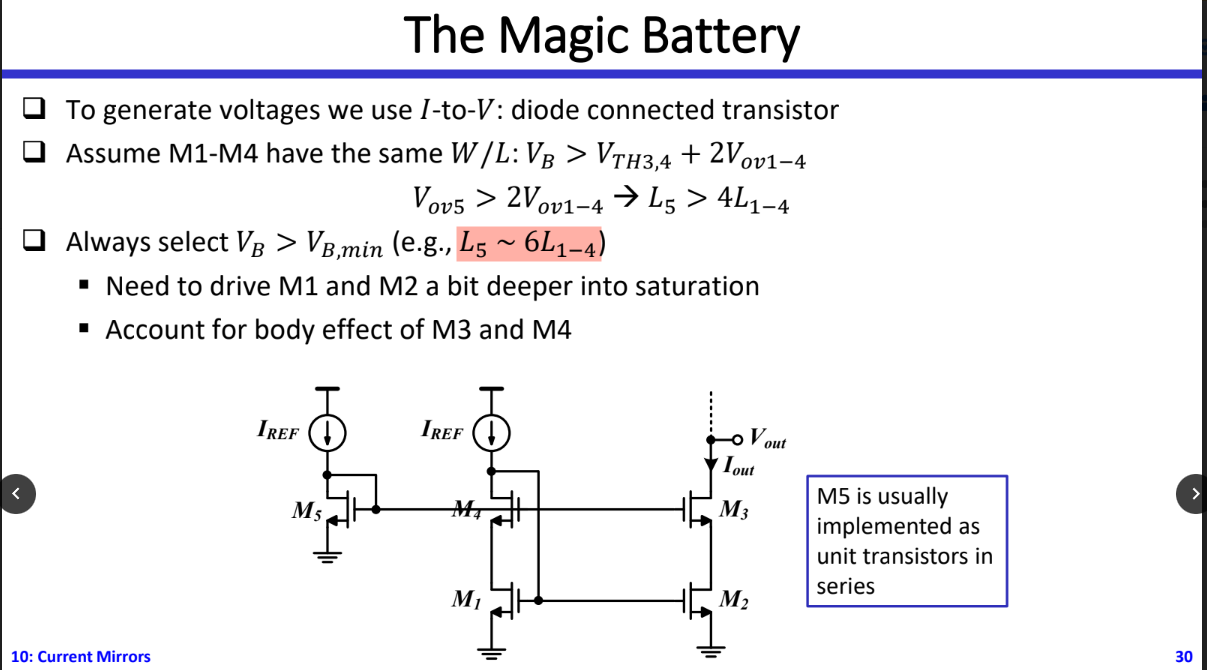 The Magic Battery
❑ To generate voltages we use I-to-V: diode connected transistor
❑ Assume M1-M4 have the same W/L: V_B > V_{TH3,4} + 2V_{ov1−4}
V_{ov5} > 2V_{ov1−4} → L_5 > 4L_{1−4}
❑ Always select V_B > V_{B,min} (e.g., L_5 ~ 6L_{1−4})
▪ Need to drive M1 and M2 a bit deeper into saturation
▪ Account for body effect of M3 and M4
I_{REF}
I_{REF}
V_{out}
I_{out}
M_5
M_4
M_3
M_1
M_2
M5 is usually
implemented as
unit transistors in
series
10: Current Mirrors
30